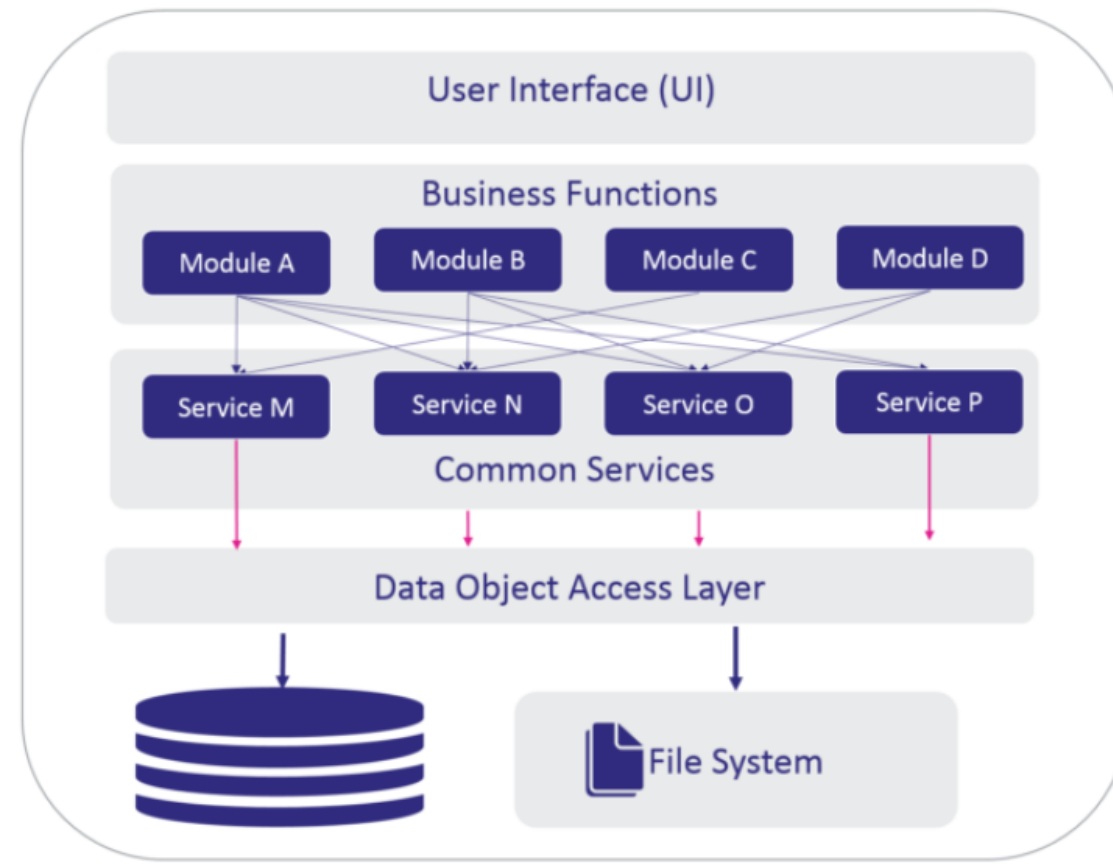 User Interface (UI)
Business Functions
Module A
Module B
Module C
Module D
Service M
Service N
Service O
Service P
Common Services
Data Object Access Layer
File System